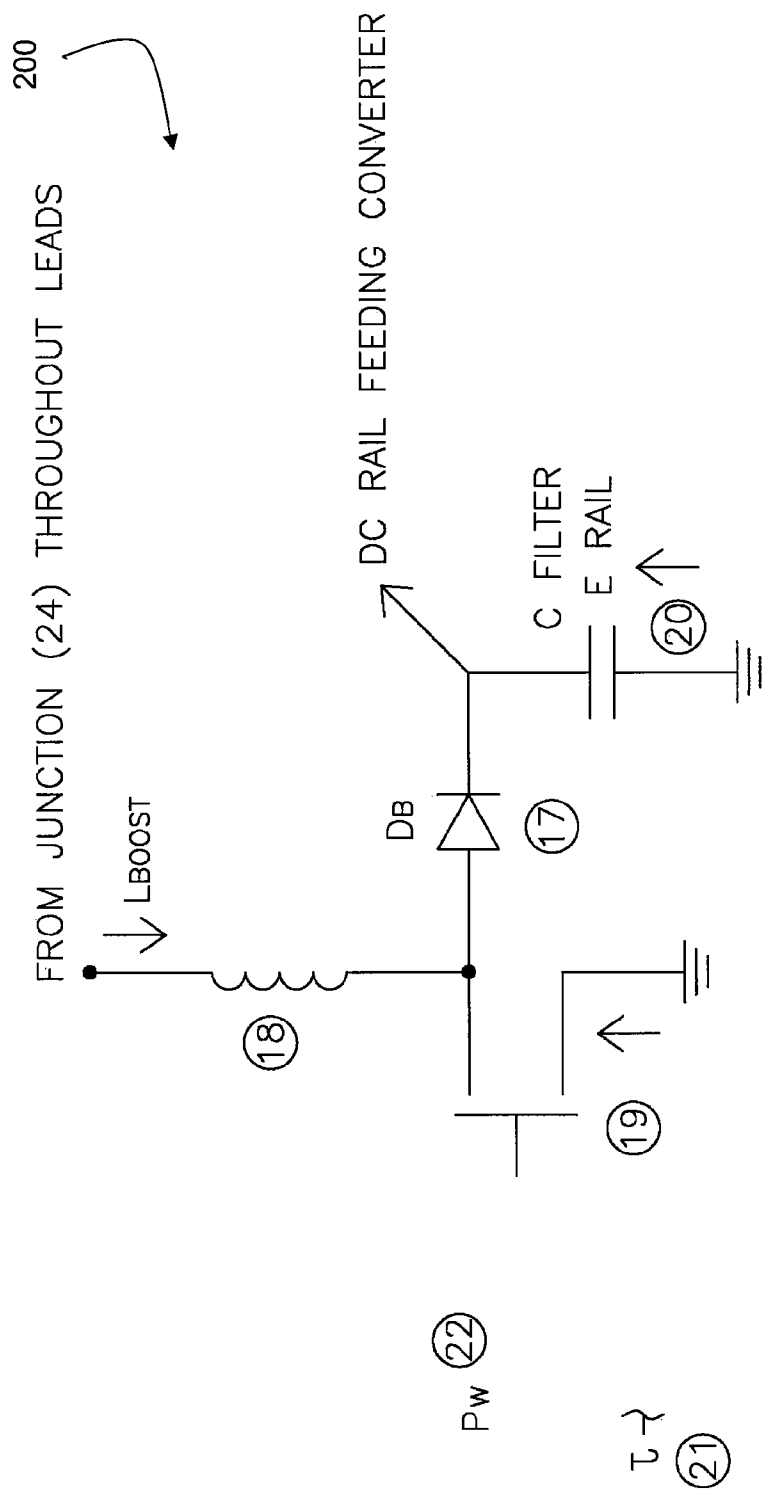 200
FROM JUNCTION (24) THROUGHOUT LEADS
LBOOST
18
DC RAIL FEEDING CONVERTER
DB
17
C FILTER
E RAIL
20
19
PW 22
τ
21